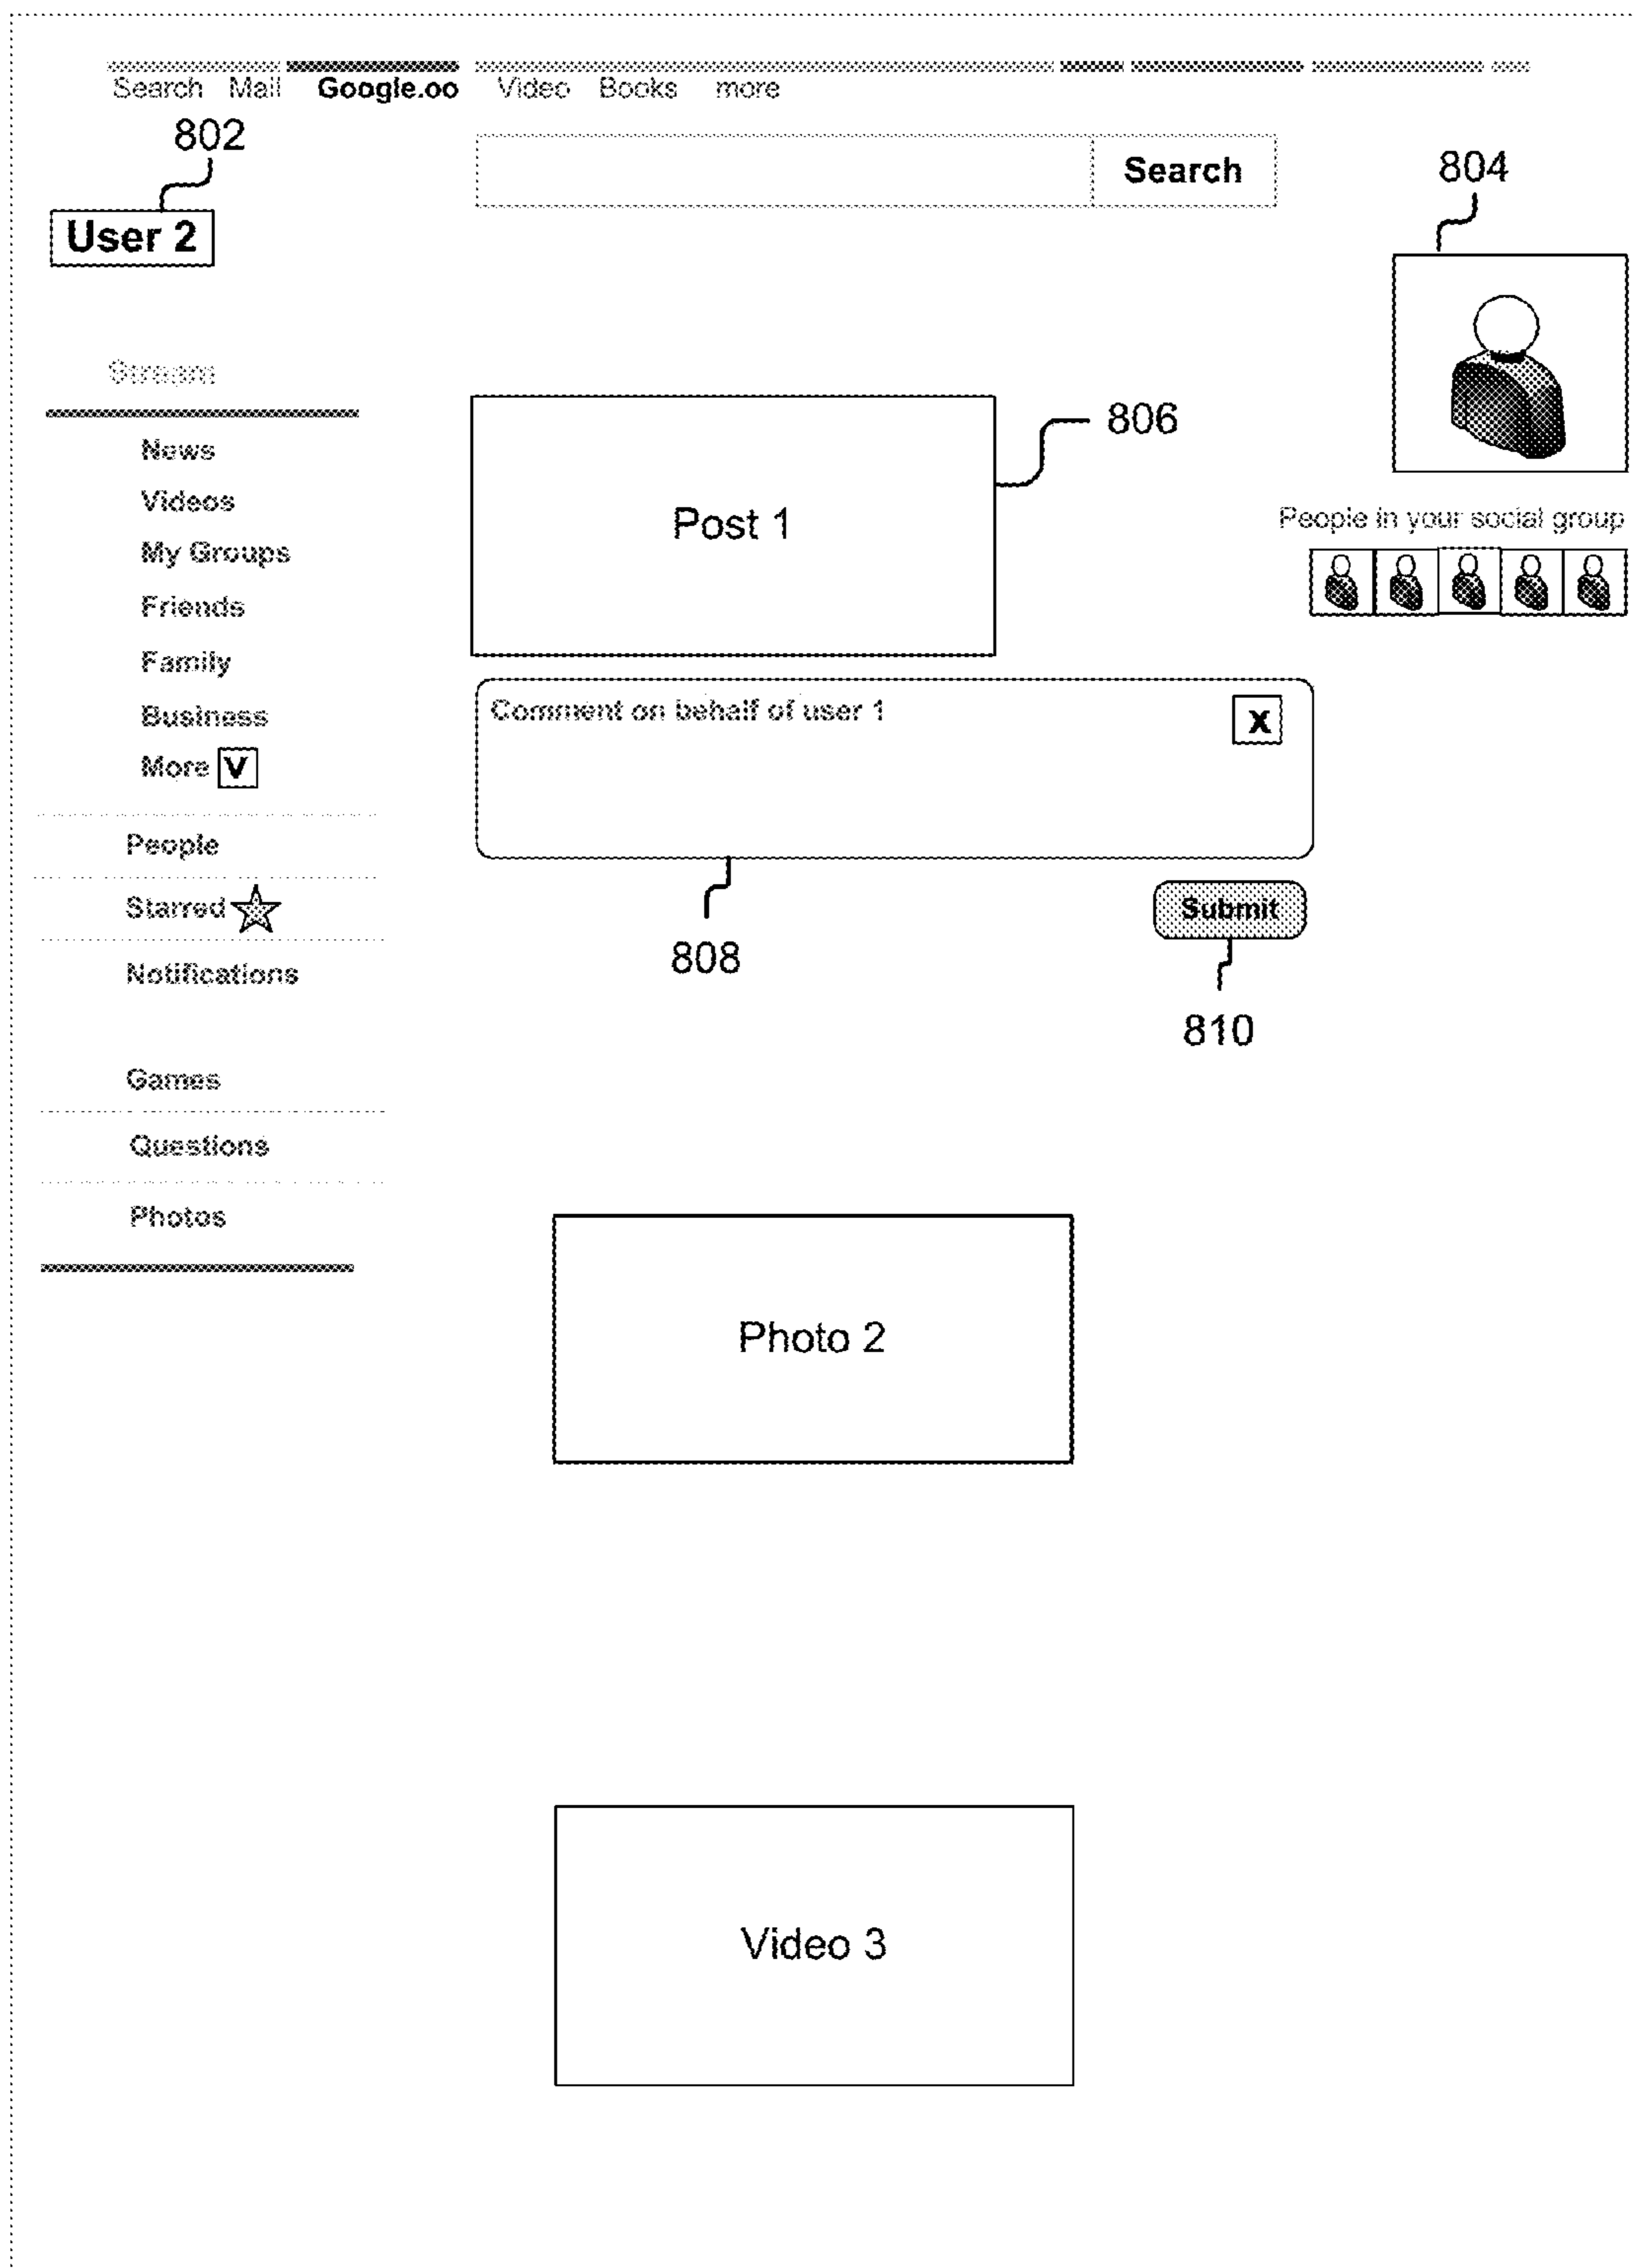 Search Mail Google.oo Video Books more
802
Search
804
User 2
Stream
News
Videos
My Groups
Friends
Family
Business
More V
People
Starred
Notifications
Games
Questions
Photos
Post 1
806
Comment on behalf of user 1
X
808
Submit
810
People in your social group
Photo 2
Video 3